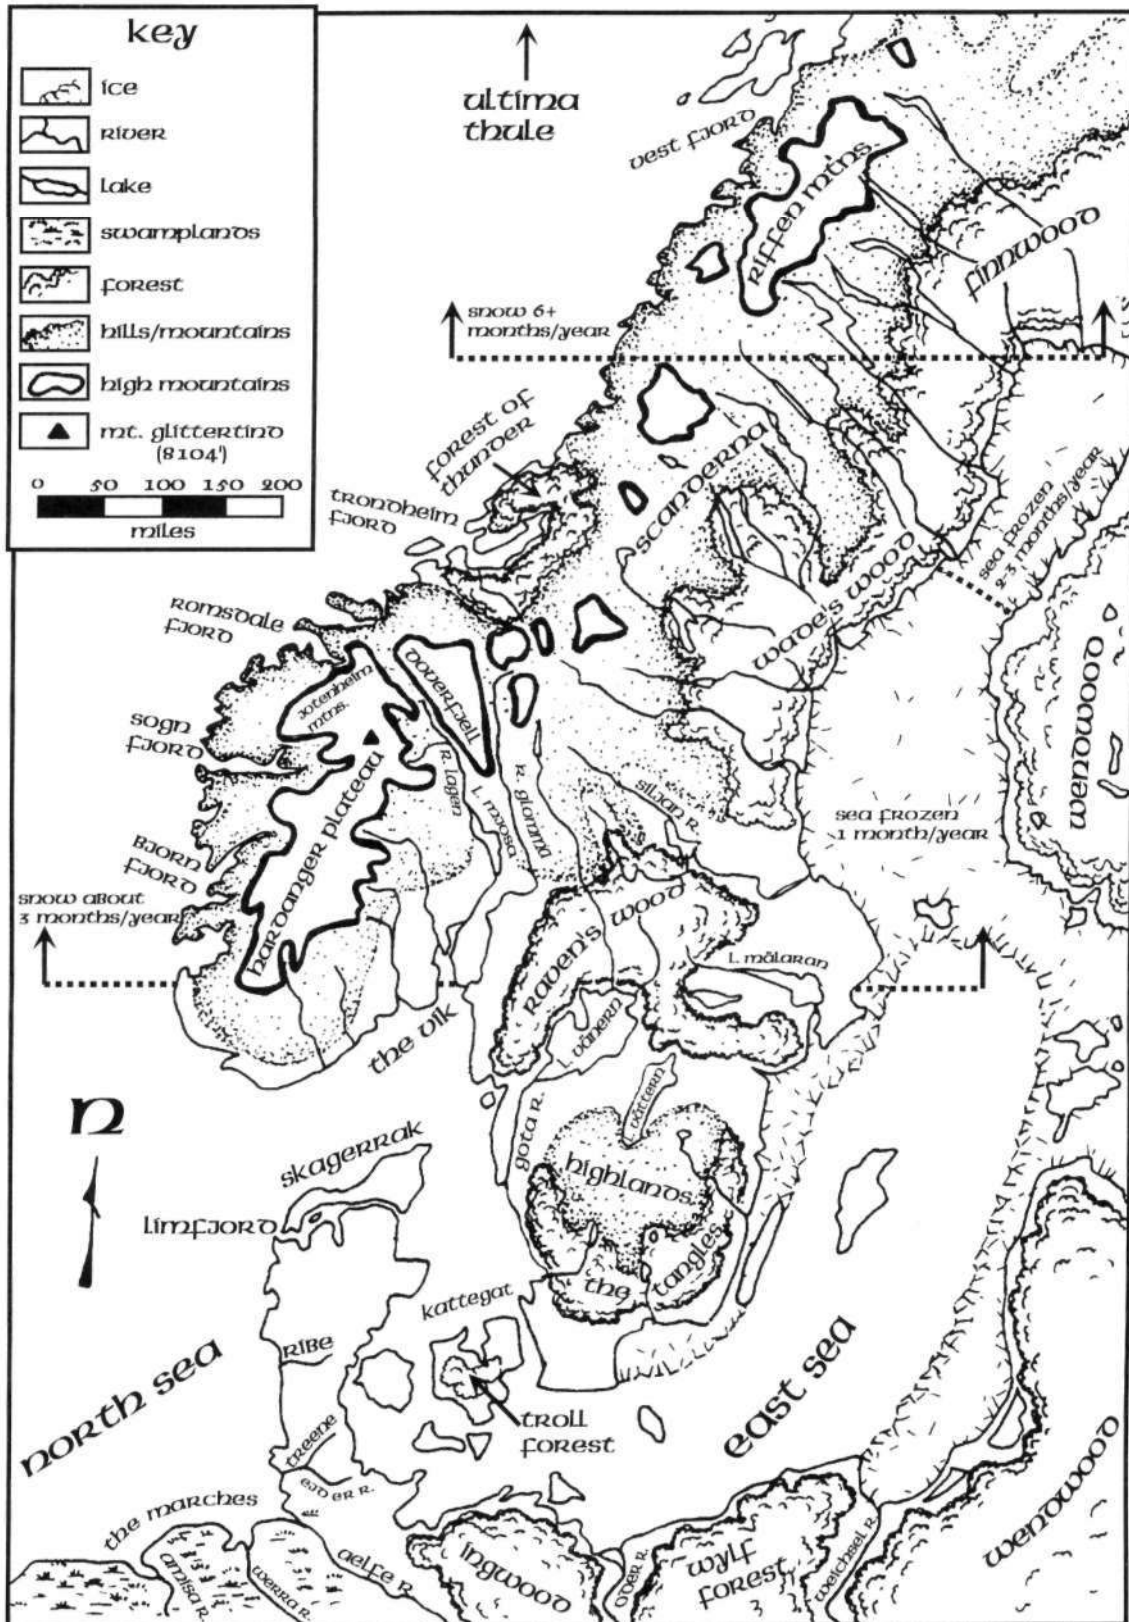 key
ice
river
lake
swamplands
forest
hills/mountains
high mountains
mt. glittertind
(8104')
0 50 100 150 200
miles
ultima
thule
vest fjord
riffen mtns
finnwood
snow 6+
months/year
forest of
thunder
trondheim
fjord
scanderna
sea frozen
2-3 months/year
wade's wood
romsdale
fjord
doomwood
jotenheim
mtns.
doverfjell
sogn
fjord
r. lagen
l. mjosa
r. glomma
hardanger plateau
siljan r.
sea frozen
1 month/year
bjorn
fjord
snow about
3 months/year
raven's wood
l. mälaran
the vik
l. vänern
n
gota r.
vättern
skagerrak
highlands
limfjord
the
tangles
kattegat
ribe
north sea
east sea
troll
forest
treene
ejder r.
the marches
amisa r.
werra r.
aelfe r.
ingwood
oder r.
wylf
forest
weichsel r.
wendwood